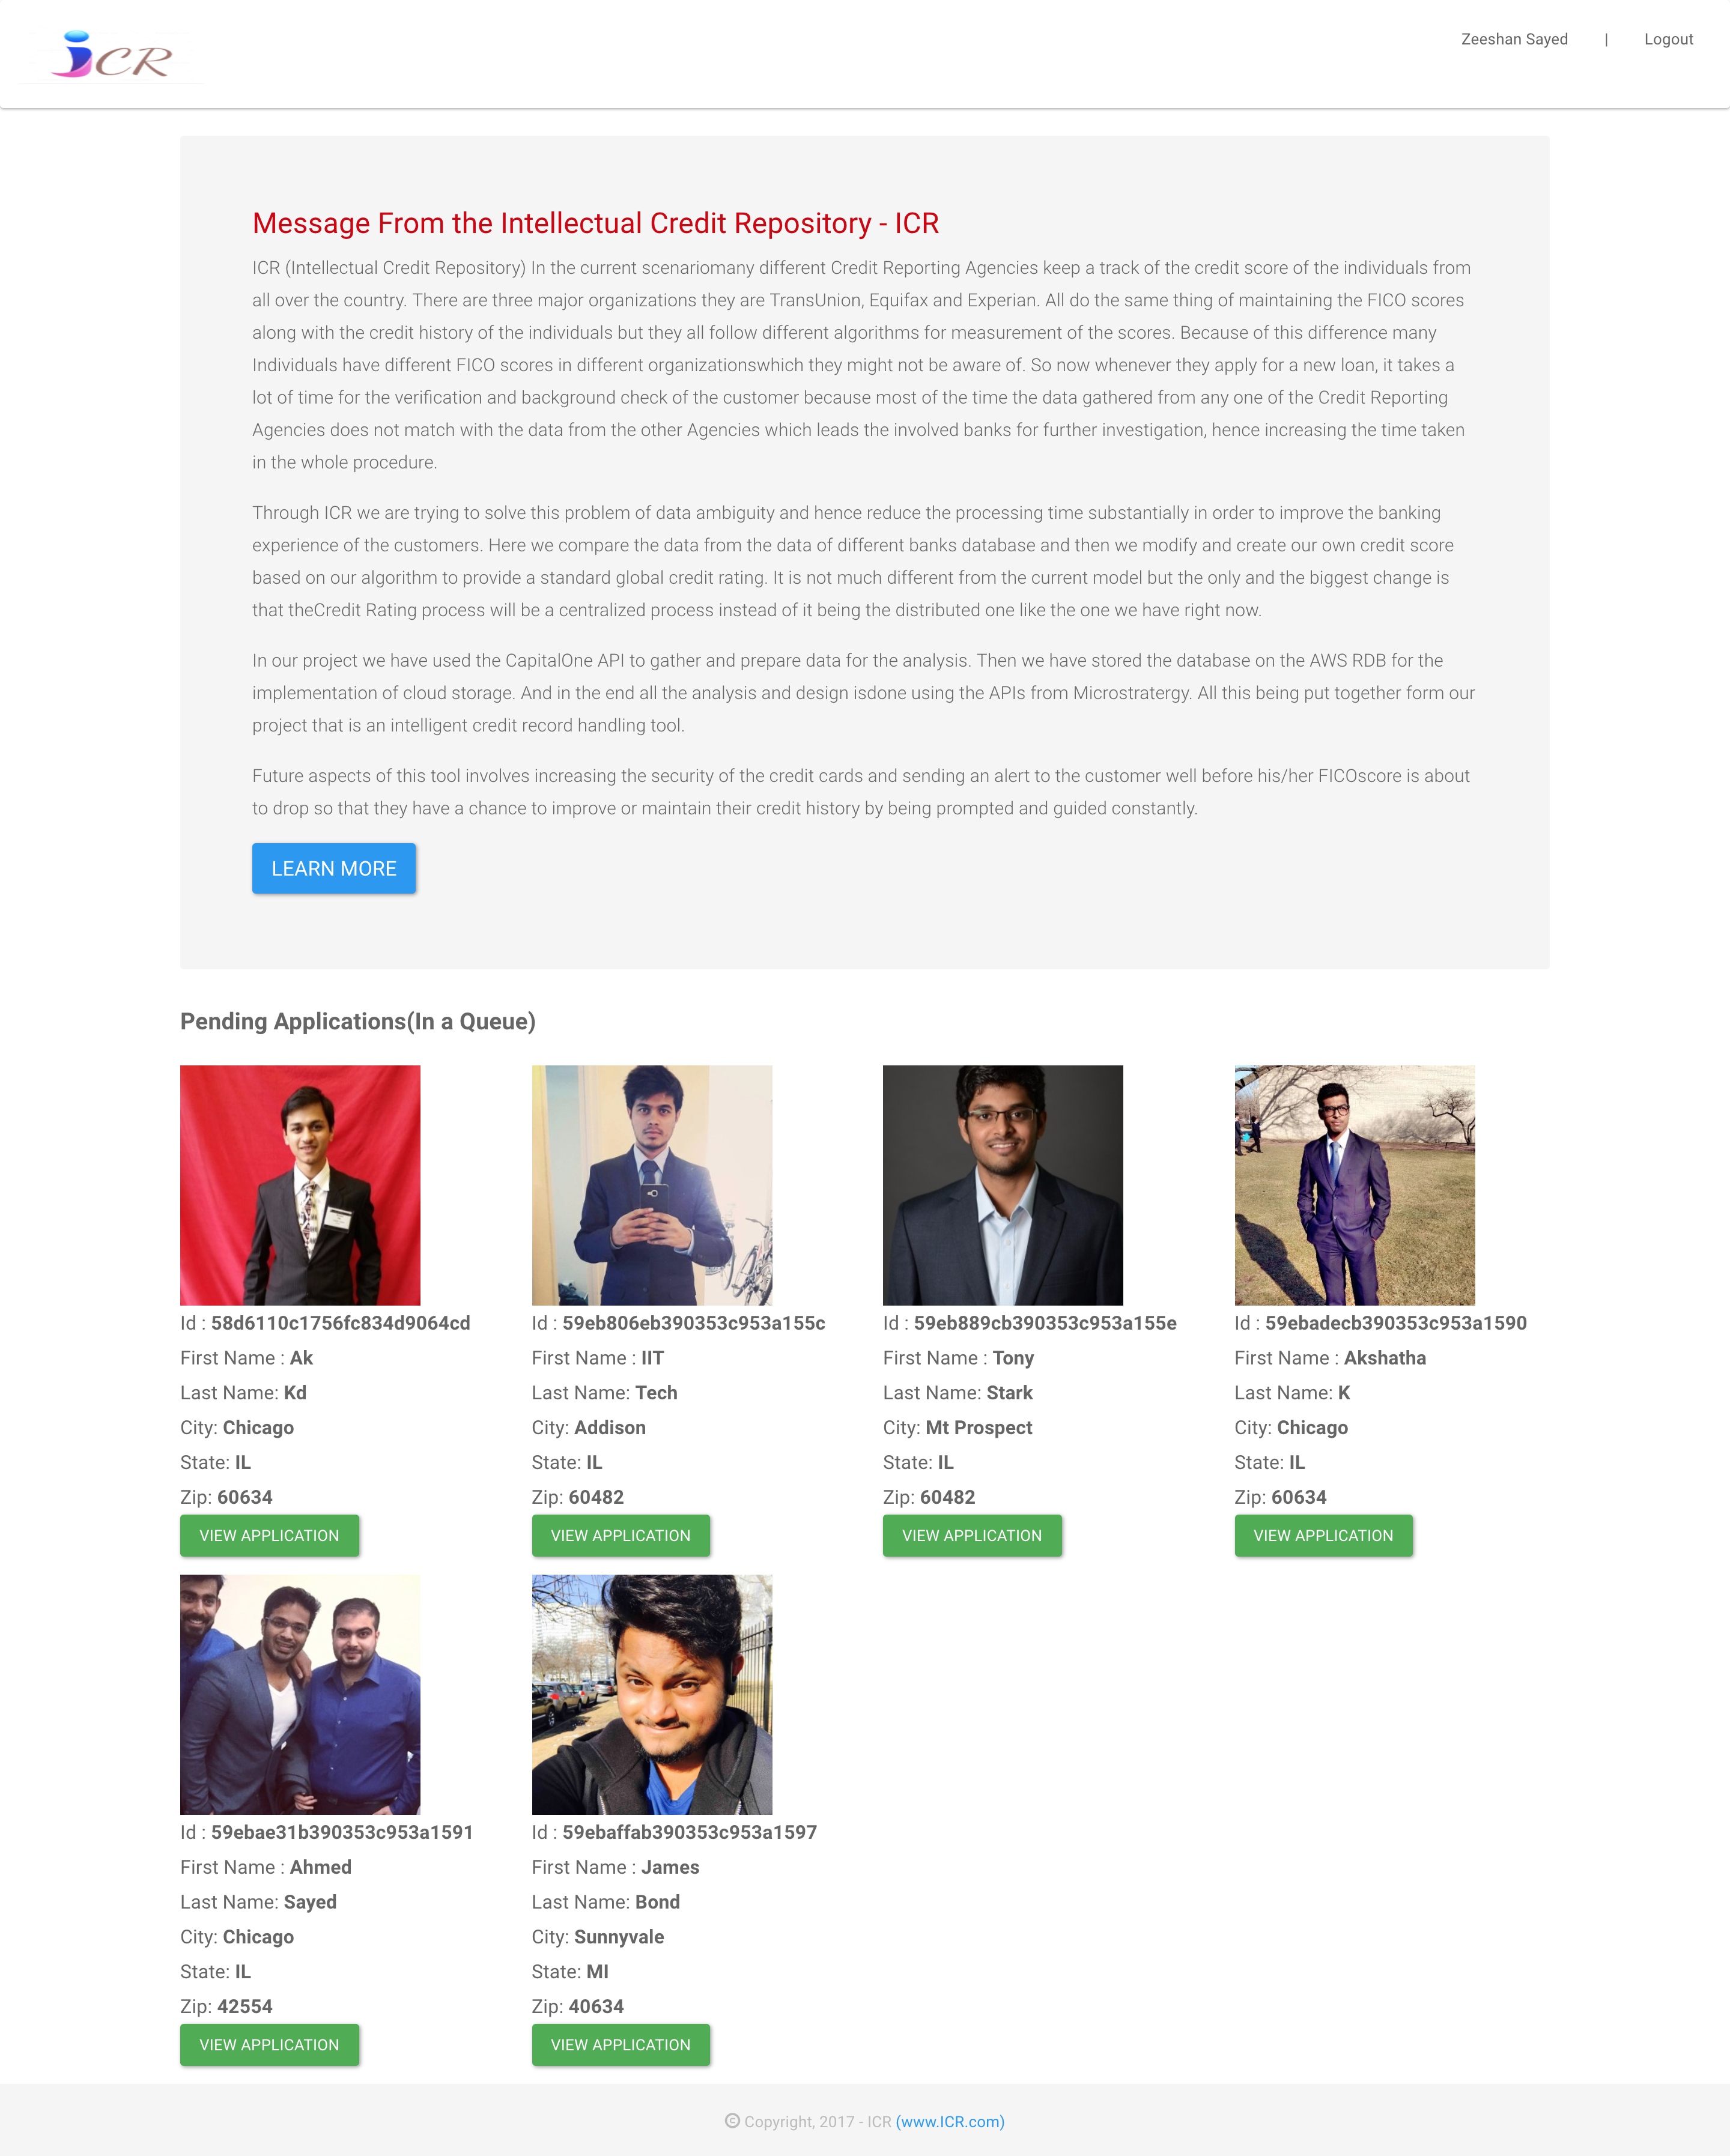 iCR
Zeeshan Sayed | Logout
Message From the Intellectual Credit Repository - ICR
ICR (Intellectual Credit Repository) In the current scenariomany different Credit Reporting Agencies keep a track of the credit score of the individuals from
all over the country. There are three major organizations they are TransUnion, Equifax and Experian. All do the same thing of maintaining the FICO scores
along with the credit history of the individuals but they all follow different algorithms for measurement of the scores. Because of this difference many
Individuals have different FICO scores in different organizationswhich they might not be aware of. So now whenever they apply for a new loan, it takes a
lot of time for the verification and background check of the customer because most of the time the data gathered from any one of the Credit Reporting
Agencies does not match with the data from the other Agencies which leads the involved banks for further investigation, hence increasing the time taken
in the whole procedure.
Through ICR we are trying to solve this problem of data ambiguity and hence reduce the processing time substantially in order to improve the banking
experience of the customers. Here we compare the data from the data of different banks database and then we modify and create our own credit score
based on our algorithm to provide a standard global credit rating. It is not much different from the current model but the only and the biggest change is
that theCredit Rating process will be a centralized process instead of it being the distributed one like the one we have right now.
In our project we have used the CapitalOne API to gather and prepare data for the analysis. Then we have stored the database on the AWS RDB for the
implementation of cloud storage. And in the end all the analysis and design isdone using the APIs from Microstratergy. All this being put together form our
project that is an intelligent credit record handling tool.
Future aspects of this tool involves increasing the security of the credit cards and sending an alert to the customer well before his/her FICOscore is about
to drop so that they have a chance to improve or maintain their credit history by being prompted and guided constantly.
LEARN MORE
Pending Applications(In a Queue)
Id : 58d6110c1756fc834d9064cd
First Name : Ak
Last Name: Kd
City: Chicago
State: IL
Zip: 60634
VIEW APPLICATION
Id : 59eb806eb390353c953a155c
First Name : IIT
Last Name: Tech
City: Addison
State: IL
Zip: 60482
VIEW APPLICATION
Id : 59eb889cb390353c953a155e
First Name : Tony
Last Name: Stark
City: Mt Prospect
State: IL
Zip: 60482
VIEW APPLICATION
Id : 59ebadecb390353c953a1590
First Name : Akshatha
Last Name: K
City: Chicago
State: IL
Zip: 60634
VIEW APPLICATION
Id : 59ebae31b390353c953a1591
First Name : Ahmed
Last Name: Sayed
City: Chicago
State: IL
Zip: 42554
VIEW APPLICATION
Id : 59ebaffab390353c953a1597
First Name : James
Last Name: Bond
City: Sunnyvale
State: MI
Zip: 40634
VIEW APPLICATION
© Copyright, 2017 - ICR (www.ICR.com)